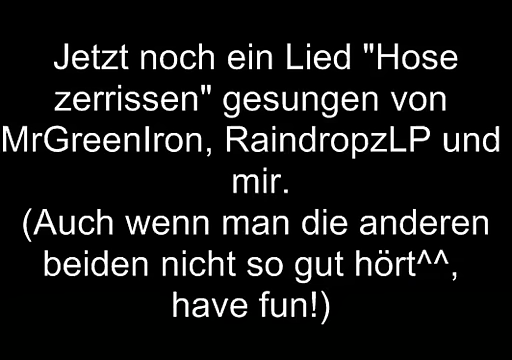 Jetzt noch ein Lied "Hose
zerrissen" gesungen von
MrGreenIron, RaindropzLP und
mir.
(Auch wenn man die anderen
beiden nicht so gut hört^^,
have fun!)